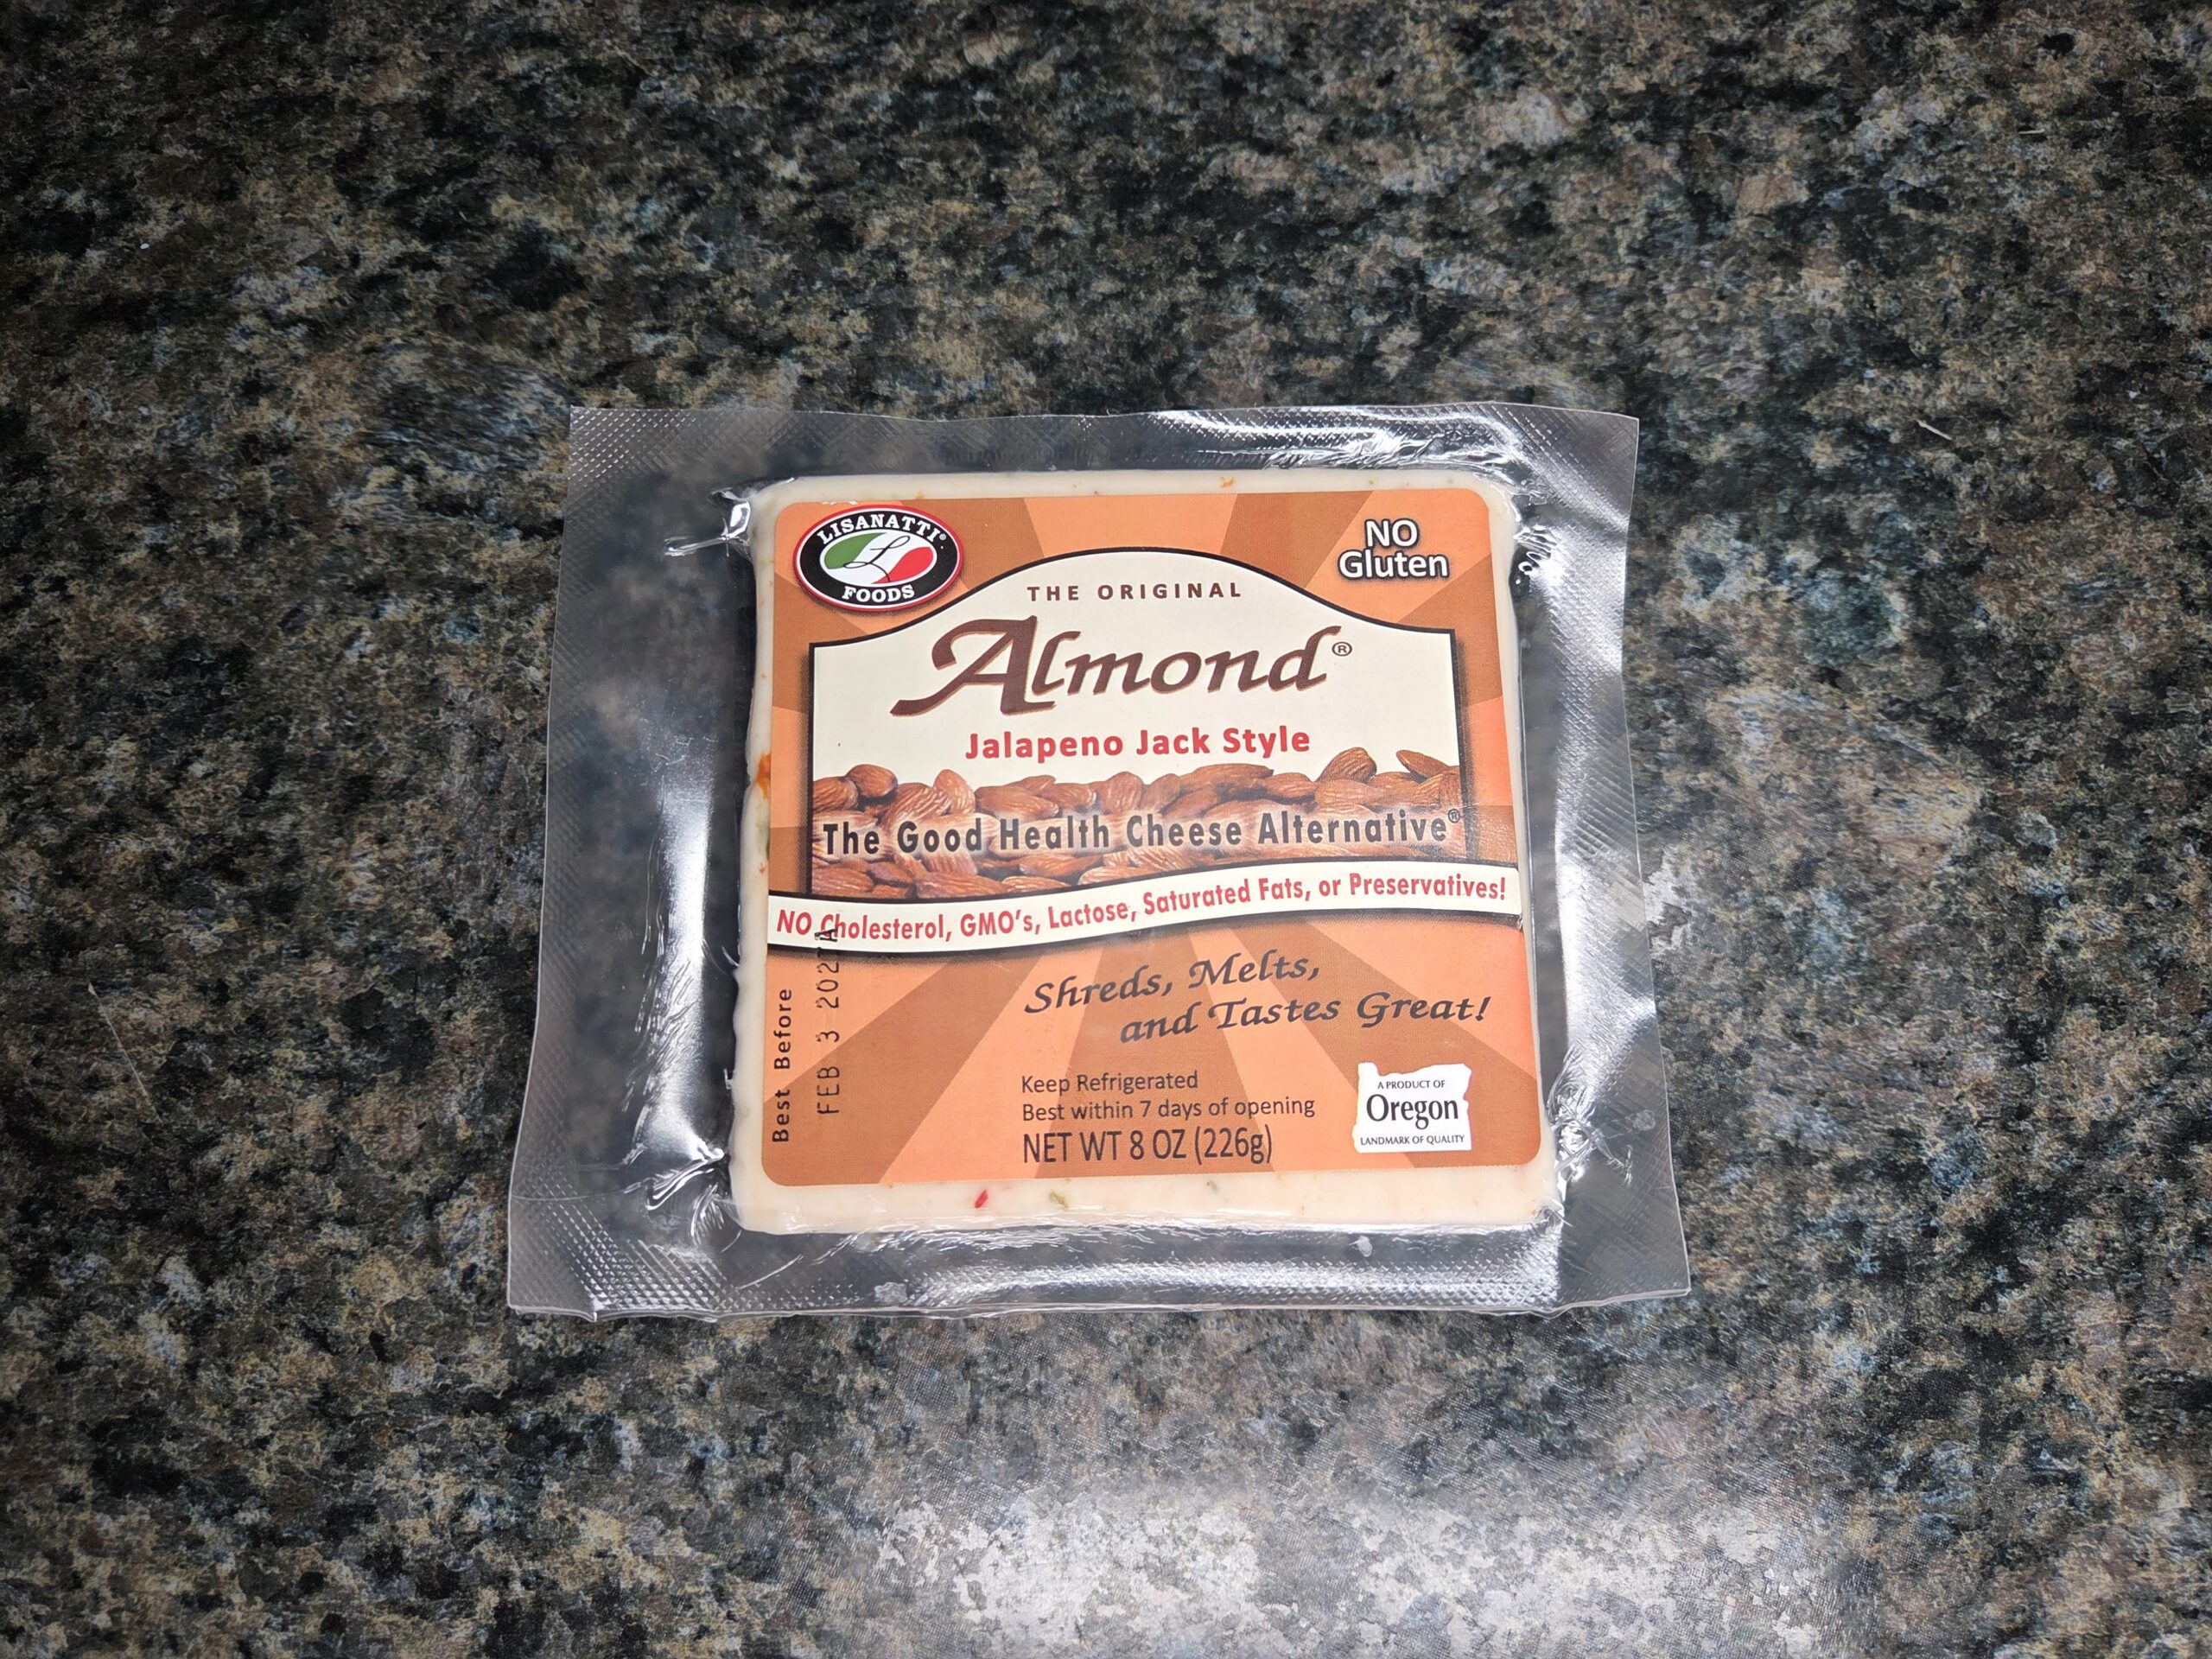 LISANATTI®
FOODS
NO
Gluten
THE ORIGINAL
Almond®
Jalapeno Jack Style
The Good Health Cheese Alternative®
NO Cholesterol, GMO's, Lactose, Saturated Fats, or Preservatives!
Shreds, Melts,
and Tastes Great!
Best Before
FEB 3
Keep Refrigerated
Best within 7 days of opening
NET WT 8 OZ (226g)
A PRODUCT OF
Oregon
LANDMARK OF QUALITY